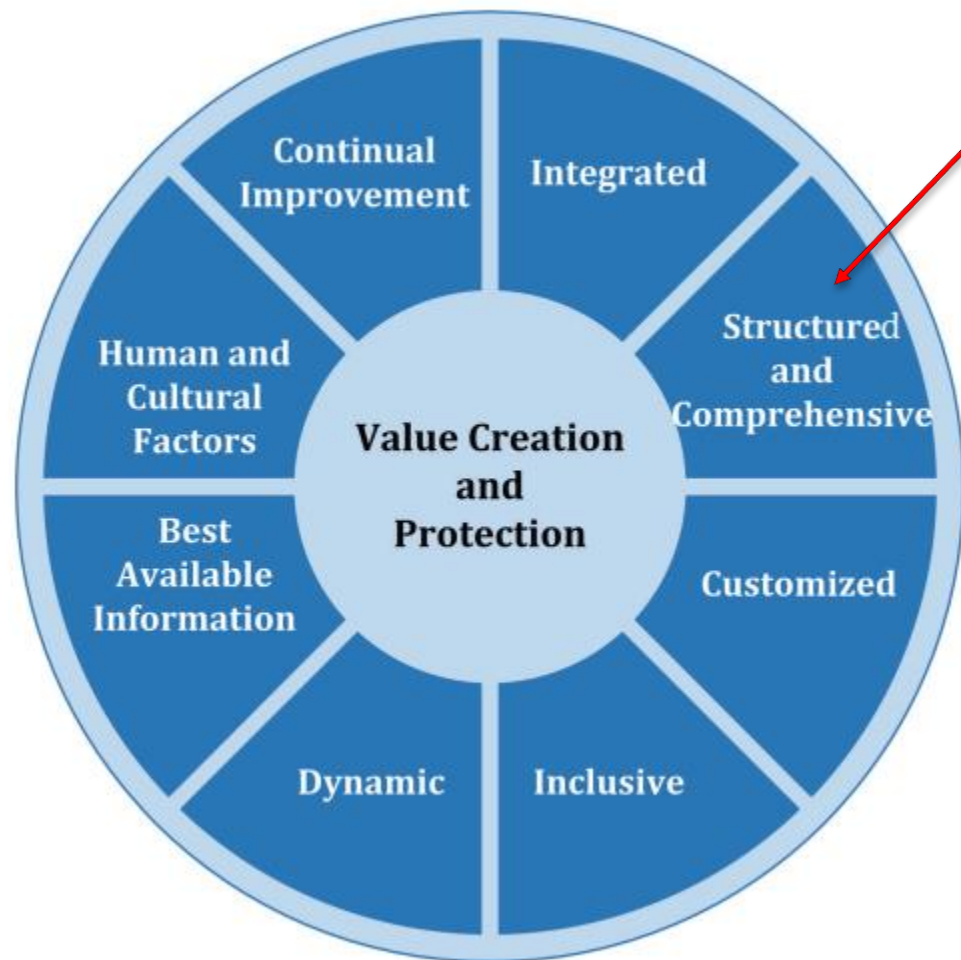 Continual
Improvement
Integrated
Structured
and
Comprehensive
Customized
Inclusive
Dynamic
Best
Available
Information
Human and
Cultural
Factors
Value Creation
and
Protection